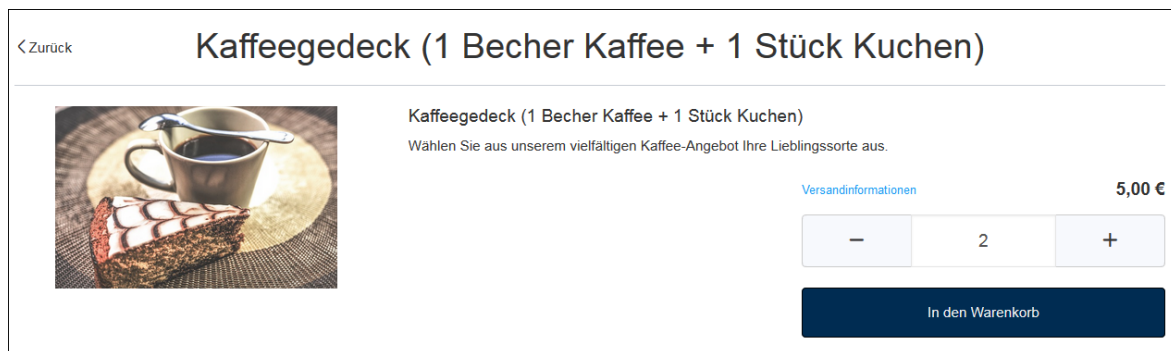 Zurück
Kaffeegedeck (1 Becher Kaffee + 1 Stück Kuchen)
Kaffeegedeck (1 Becher Kaffee + 1 Stück Kuchen)
Wählen Sie aus unserem vielfältigen Kaffee-Angebot Ihre Lieblingssorte aus.
Versandinformationen 5,00 €
− 2 +
In den Warenkorb